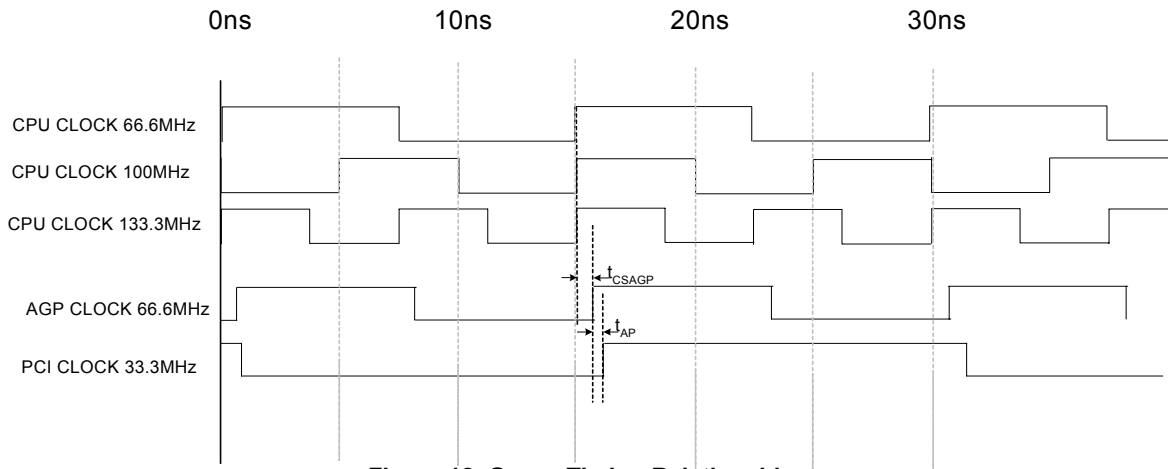 0ns 10ns 20ns 30ns
CPU CLOCK 66.6MHz
CPU CLOCK 100MHz
CPU CLOCK 133.3MHz
tCSAGP
AGP CLOCK 66.6MHz
tAP
PCI CLOCK 33.3MHz